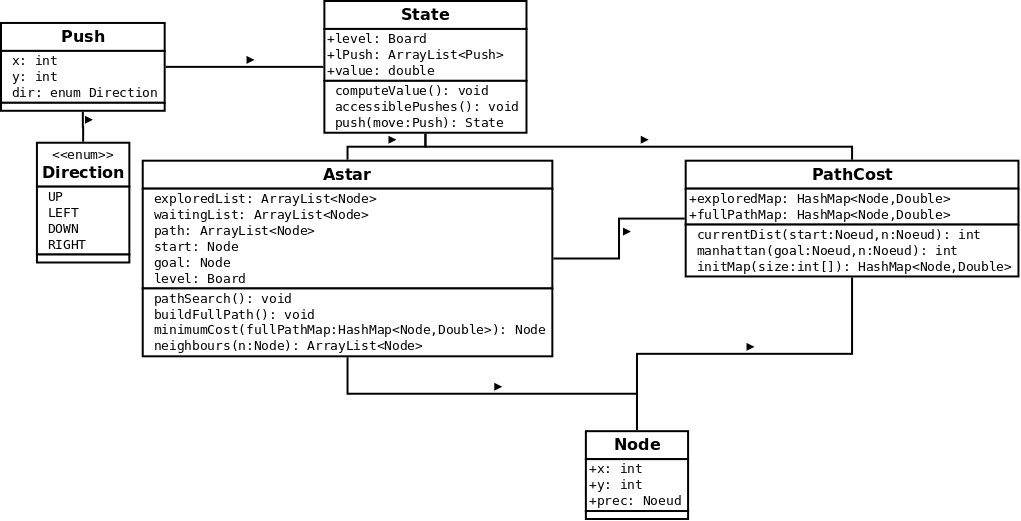 Push
x: int
y: int
dir: enum Direction
State
+level: Board
+lPush: ArrayList<Push>
+value: double
computeValue(): void
accessiblePushes(): void
push(move:Push): State
<<enum>>
Direction
UP
LEFT
DOWN
RIGHT
Astar
exploredList: ArrayList<Node>
waitingList: ArrayList<Node>
path: ArrayList<Node>
start: Node
goal: Node
level: Board
pathSearch(): void
buildFullPath(): void
minimumCost(fullPathMap:HashMap<Node,Double>): Node
neighbours(n:Node): ArrayList<Node>
PathCost
+exploredMap: HashMap<Node,Double>
+fullPathMap: HashMap<Node,Double>
currentDist(start:Noeud,n:Noeud): int
manhattan(goal:Noeud,n:Noeud): int
initMap(size:int[]): HashMap<Node,Double>
Node
+x: int
+y: int
+prec: Noeud